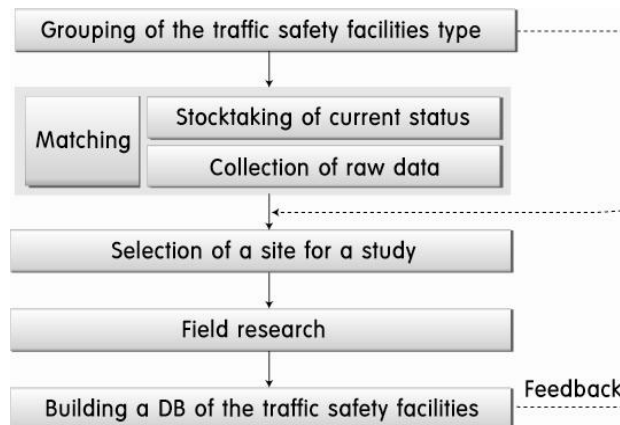 Grouping of the traffic safety facilities type
Matching
Stocktaking of current status
Collection of raw data
Selection of a site for a study
Field research
Building a DB of the traffic safety facilities
Feedback